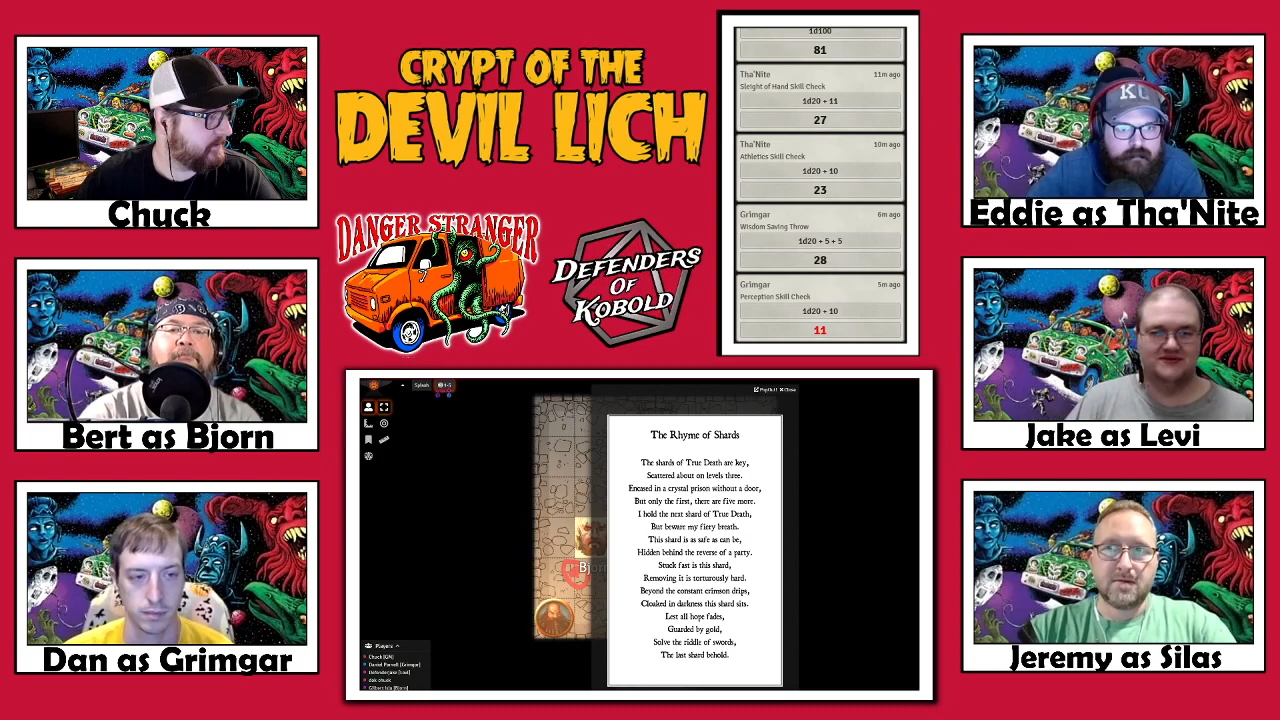 CRYPT OF THE
DEVIL LICH
DANGER STRANGER
DEFENDERS
OF
KOBOLD
Chuck
Bert as Bjorn
Dan as Grimgar
Eddie as Tha'Nite
Jake as Levi
Jeremy as Silas
KC
1d100
81
Tha'Nite 11m ago
Sleight of Hand Skill Check
1d20 + 11
27
Tha'Nite 10m ago
Athletics Skill Check
1d20 + 10
23
Grimgar 6m ago
Wisdom Saving Throw
1d20 + 5 + 5
28
Grimgar 5m ago
Perception Skill Check
1d20 + 10
11
Splash
Close
Bjorn
The Rhyme of Shards
The shards of True Death are key,
Scattered about on levels three.
Encased in a crystal prison without a door,
But only the first, there are five more.
I hold the next shard of True Death,
But beware my fiery breath.
This shard is as safe as can be,
Hidden behind the reverse of a party.
Stuck fast is this shard,
Removing it is torturously hard.
Beyond the constant crimson drips,
Cloaked in darkness this shard sits.
Lest all hope fades,
Guarded by gold,
Solve the riddle of swords,
The last shard behold.
Players
Chuck [GM]